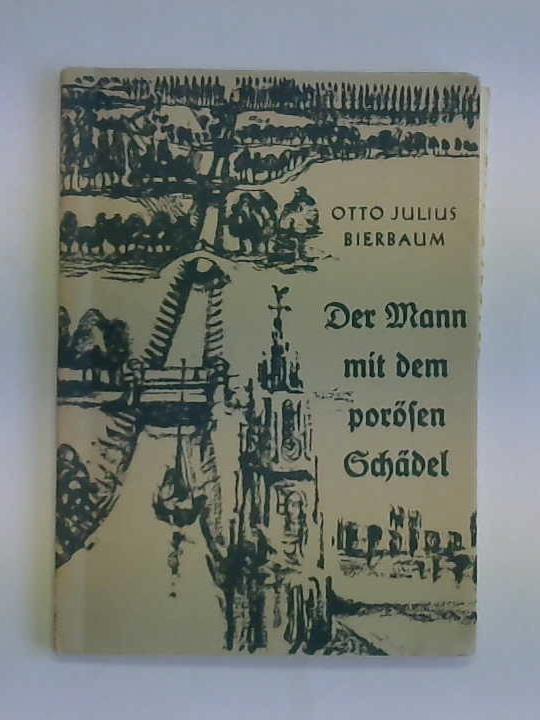 OTTO JULIUS
BIERBAUM
Der Mann
mit dem
porösen
Schädel